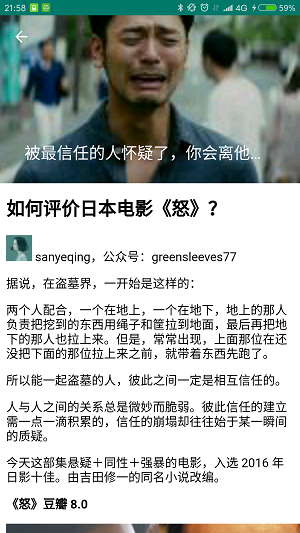 21:58
4G
59%
被最信任的人怀疑了，你会离他…
如何评价日本电影《怒》？
sanyeqing，公众号：greensleeves77
据说，在盗墓界，一开始是这样的：
两个人配合，一个在地上，一个在地下，地上的那人
负责把挖到的东西用绳子和筐拉到地面，最后再把地
下的那人也拉上来。但是，常常出现，上面那位在还
没把下面的那位拉上来之前，就带着东西先跑了。
所以能一起盗墓的人，彼此之间一定是相互信任的。
人与人之间的关系总是微妙而脆弱。彼此信任的建立
需一点一滴积累的，信任的崩塌却往往始于某一瞬间
的质疑。
今天这部集悬疑＋同性＋强暴的电影，入选 2016 年
日影十佳。由吉田修一的同名小说改编。
《怒》豆瓣 8.0